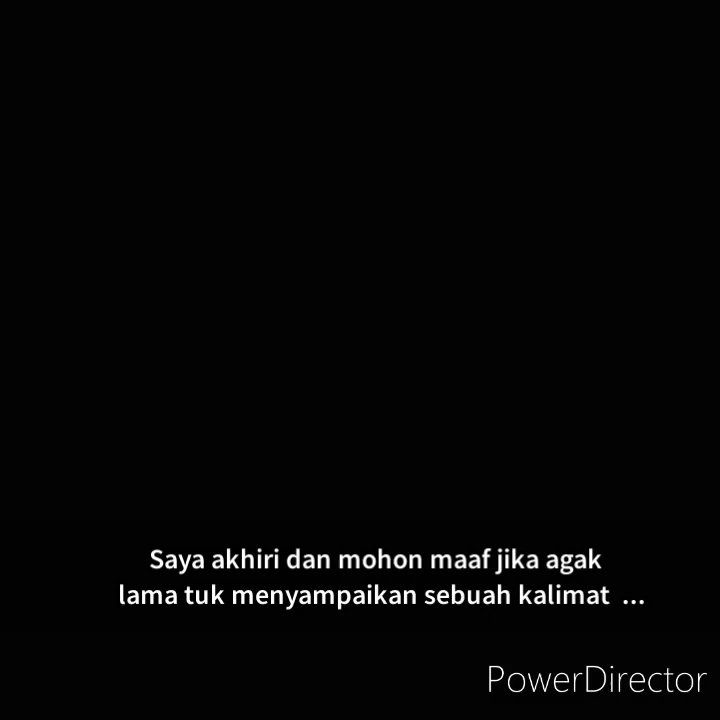 Saya akhiri dan mohon maaf jika agak
lama tuk menyampaikan sebuah kalimat ...
PowerDirector